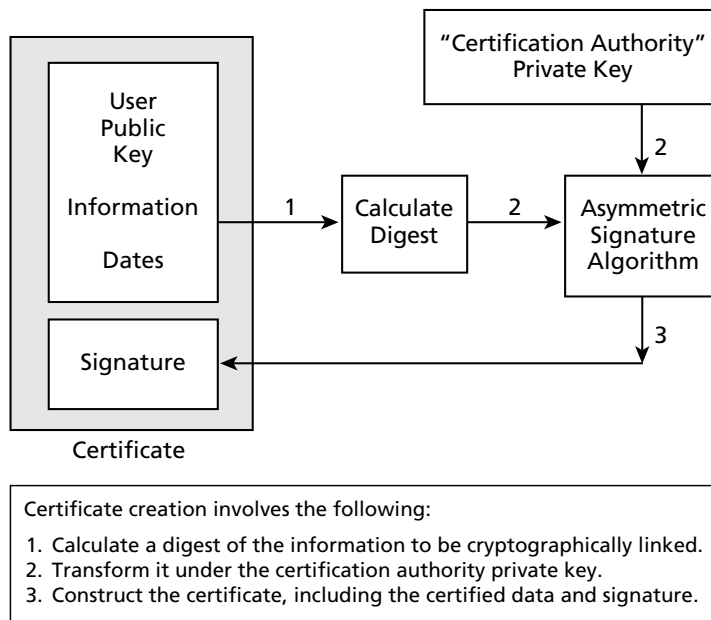 User
Public
Key
Information
Dates
Signature
Certificate
1
Calculate
Digest
2
“Certification Authority”
Private Key
2
Asymmetric
Signature
Algorithm
3
Certificate creation involves the following:
1. Calculate a digest of the information to be cryptographically linked.
2. Transform it under the certification authority private key.
3. Construct the certificate, including the certified data and signature.